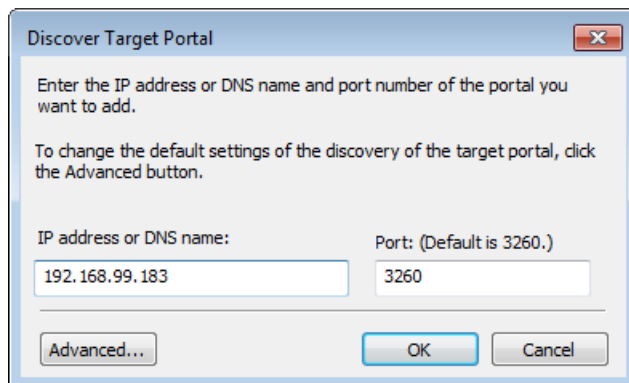 Discover Target Portal
Enter the IP address or DNS name and port number of the portal you
want to add.
To change the default settings of the discovery of the target portal, click
the Advanced button.
IP address or DNS name:
Port: (Default is 3260.)
192.168.99.183
3260
Advanced...
OK
Cancel